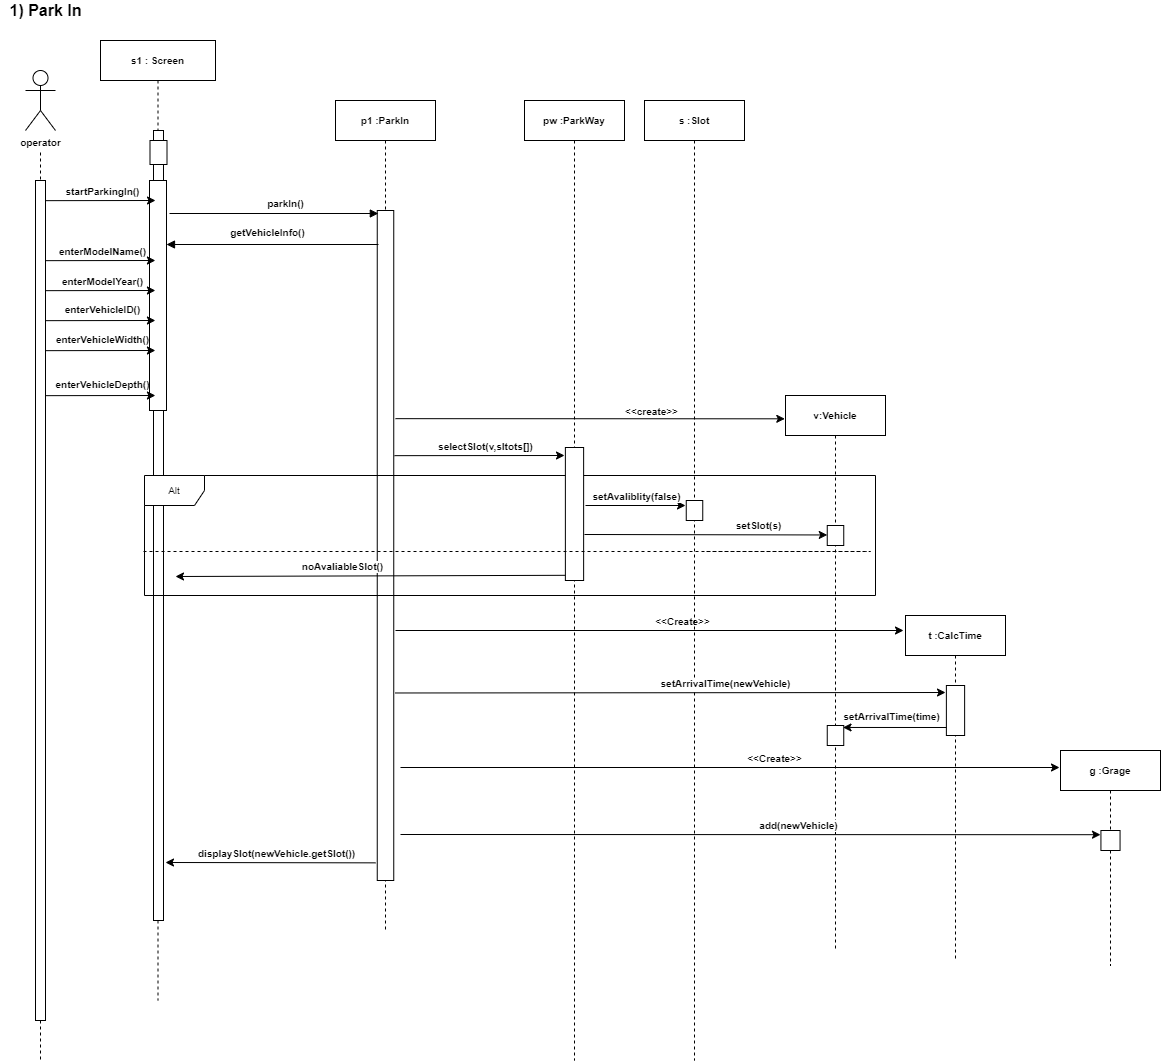 1) Park In
s1 : Screen
operator
p1 :ParkIn
pw :ParkWay
s :Slot
startParkingIn()
parkIn()
getVehicleInfo()
enterModelName()
enterModelYear()
enterVehicleID()
enterVehicleWidth()
enterVehicleDepth()
<<create>>
v:Vehicle
selectSlot(v,sltots[])
Alt
setAvaliblity(false)
setSlot(s)
noAvaliableSlot()
<<Create>>
t :CalcTime
setArrivalTime(newVehicle)
setArrivalTime(time)
<<Create>>
g :Grage
add(newVehicle)
displaySlot(newVehicle.getSlot())